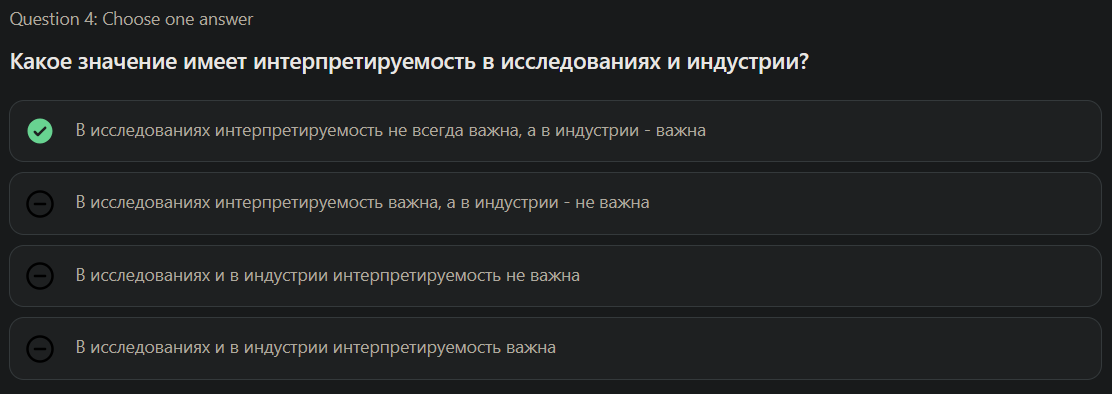 Question 4: Choose one answer
Какое значение имеет интерпретируемость в исследованиях и индустрии?
В исследованиях интерпретируемость не всегда важна, а в индустрии - важна
В исследованиях интерпретируемость важна, а в индустрии - не важна
В исследованиях и в индустрии интерпретируемость не важна
В исследованиях и в индустрии интерпретируемость важна